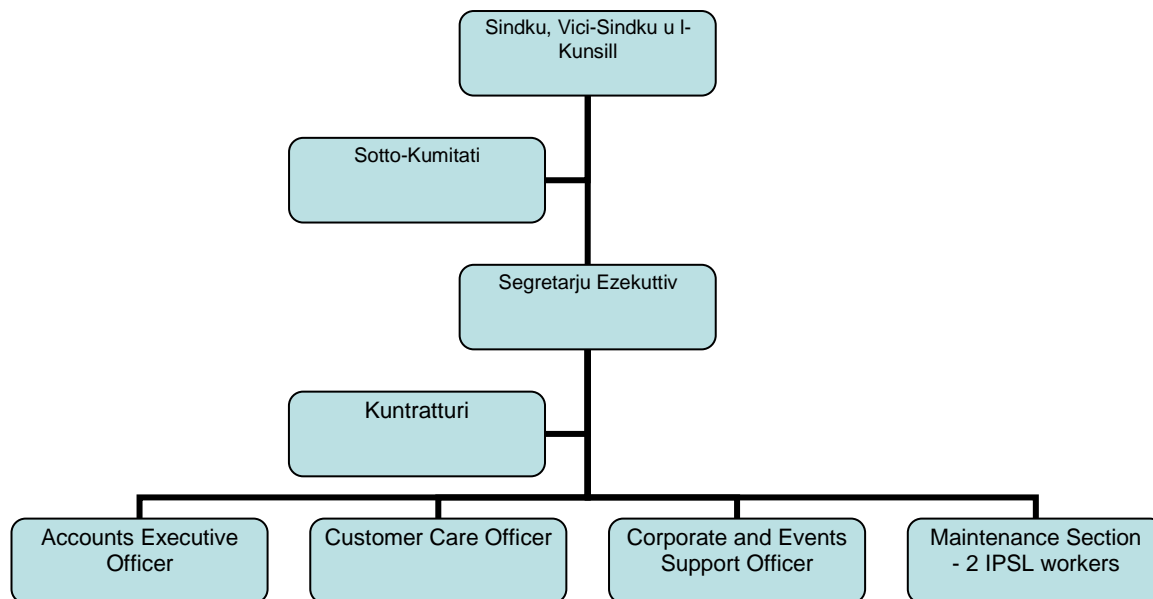 Sindku, Vici-Sindku u l-
Kunsill
Sotto-Kumitati
Segretarju Ezekuttiv
Kuntratturi
Accounts Executive
Officer
Customer Care Officer
Corporate and Events
Support Officer
Maintenance Section
- 2 IPSL workers